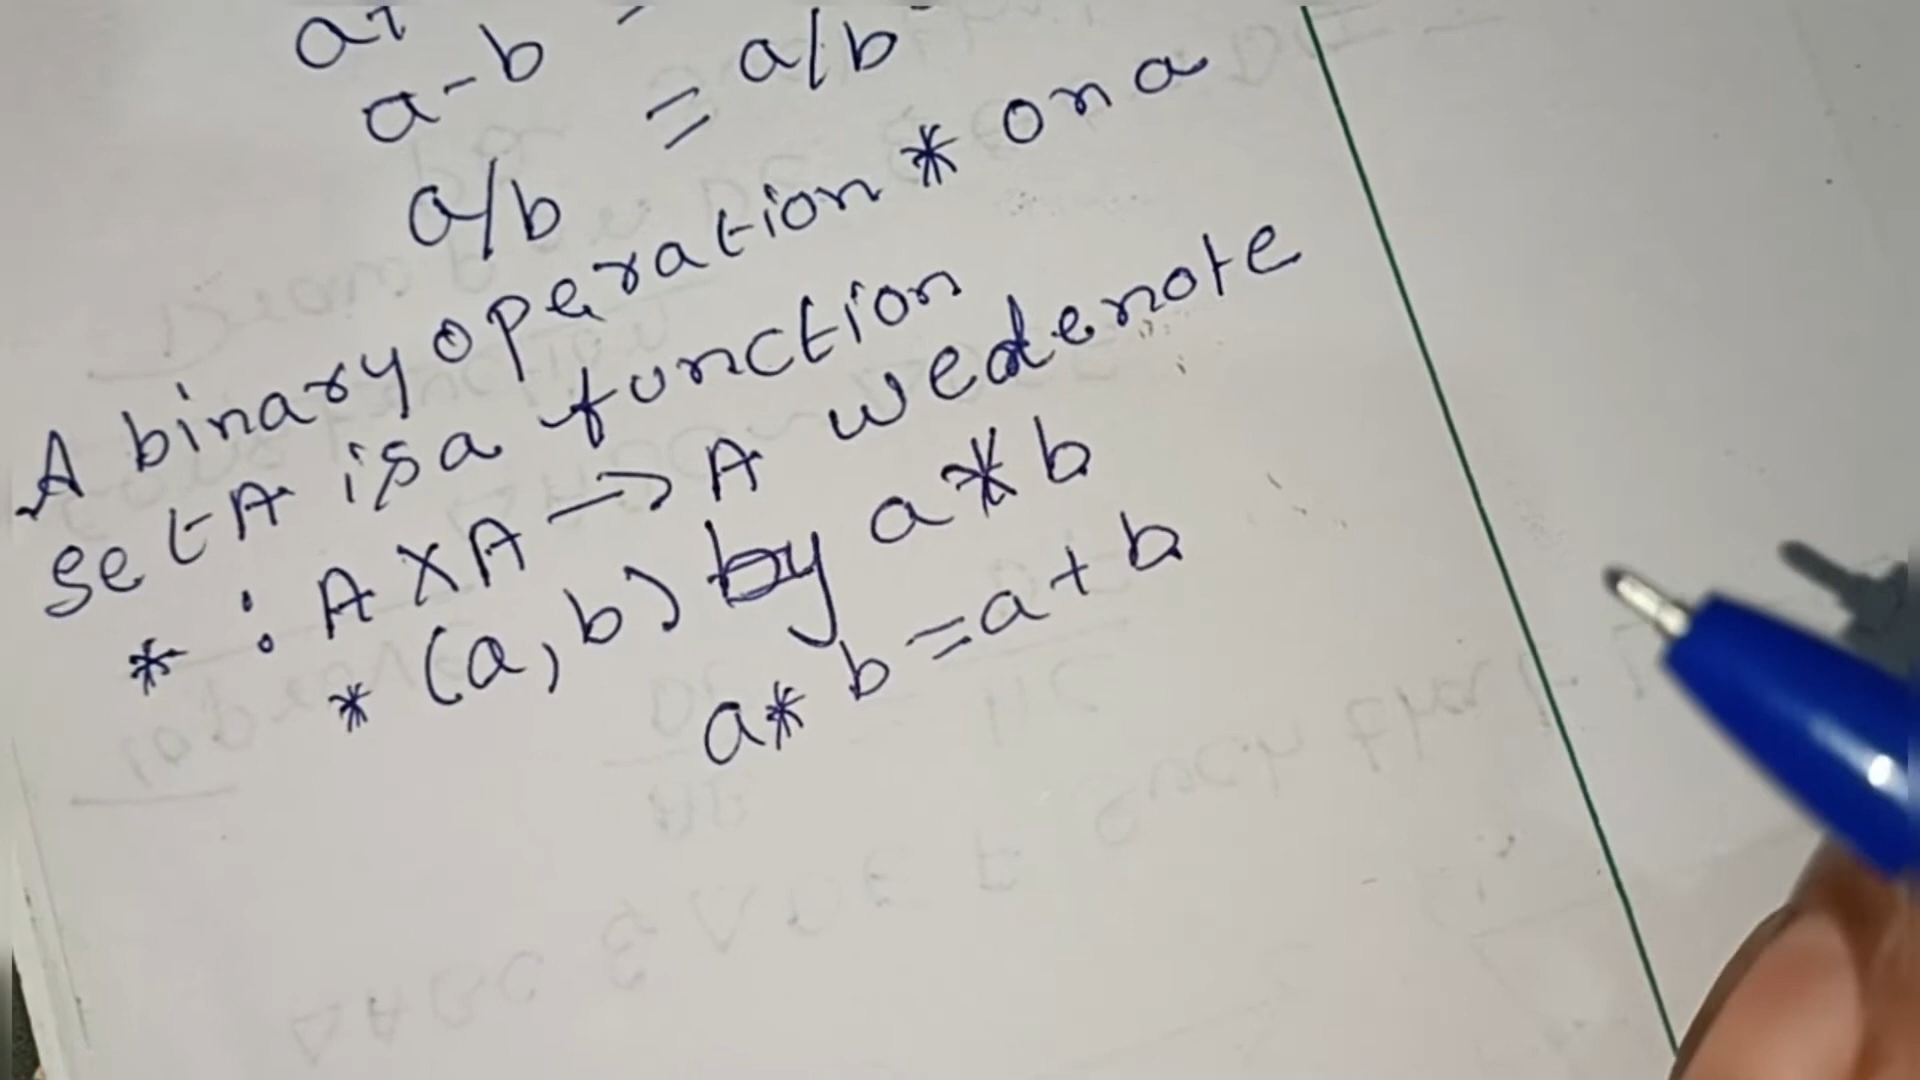 a-b =
a/b = a/b
A binary operation * on a
set A is a function
* : A X A → A we denote
* (a, b) by a * b
a * b = a + b